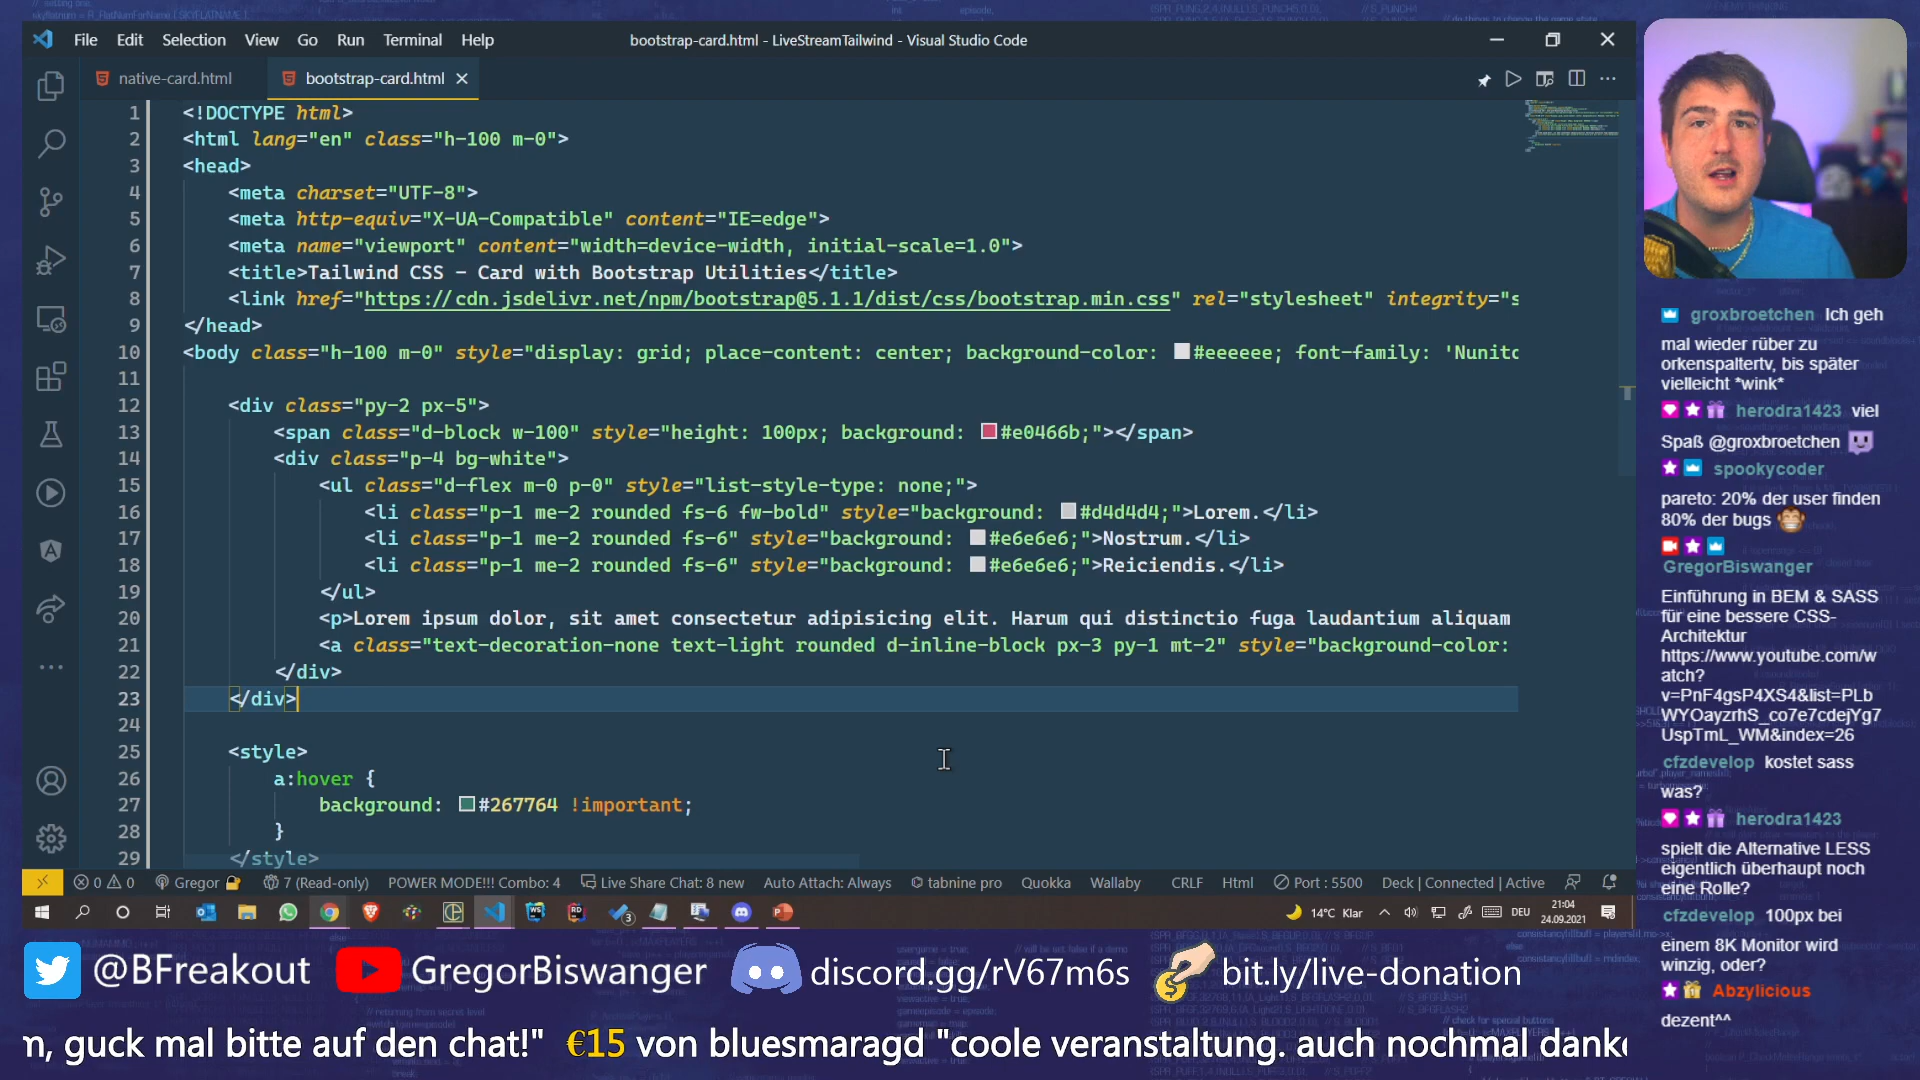 File Edit Selection View Go Run Terminal Help
bootstrap-card.html - LiveStreamTailwind - Visual Studio Code
native-card.html
bootstrap-card.html
1 <!DOCTYPE html>
2 <html lang="en" class="h-100 m-0">
3 <head>
4 <meta charset="UTF-8">
5 <meta http-equiv="X-UA-Compatible" content="IE=edge">
6 <meta name="viewport" content="width=device-width, initial-scale=1.0">
7 <title>Tailwind CSS - Card with Bootstrap Utilities</title>
8 <link href="https://cdn.jsdelivr.net/npm/bootstrap@5.1.1/dist/css/bootstrap.min.css" rel="stylesheet" integrity="s
9 </head>
10 <body class="h-100 m-0" style="display: grid; place-content: center; background-color: #eeeeee; font-family: 'Nunito
11
12 <div class="py-2 px-5">
13 <span class="d-block w-100" style="height: 100px; background: #e0466b;"></span>
14 <div class="p-4 bg-white">
15 <ul class="d-flex m-0 p-0" style="list-style-type: none;">
16 <li class="p-1 me-2 rounded fs-6 fw-bold" style="background: #d4d4d4;">Lorem.</li>
17 <li class="p-1 me-2 rounded fs-6" style="background: #e6e6e6;">Nostrum.</li>
18 <li class="p-1 me-2 rounded fs-6" style="background: #e6e6e6;">Reiciendis.</li>
19 </ul>
20 <p>Lorem ipsum dolor, sit amet consectetur adipisicing elit. Harum qui distinctio fuga laudantium aliquam
21 <a class="text-decoration-none text-light rounded d-inline-block px-3 py-1 mt-2" style="background-color:
22 </div>
23 </div>
24
25 <style>
26 a:hover {
27 background: #267764 !important;
28 }
29 </style>
0 0 Gregor 7 (Read-only) POWER MODE!!! Combo: 4 Live Share Chat: 8 new Auto Attach: Always tabnine pro Quokka Wallaby CRLF Html Port : 5500 Deck | Connected | Active
3 14°C Klar DEU 21:04
24.09.2021
groxbroetchen Ich geh
mal wieder rüber zu
orkenspaltertv, bis später
vielleicht *wink*
herodra1423 viel
Spaß @groxbroetchen
spookycoder
pareto: 20% der user finden
80% der bugs
GregorBiswanger
Einführung in BEM & SASS
für eine bessere CSS-
Architektur
https://www.youtube.com/w
atch?
v=PnF4gsP4XS4&list=PLb
WYOayzrhS_co7e7cdejYg7
UspTmL_WM&index=26
cfzdevelop kostet sass
was?
herodra1423
spielt die Alternative LESS
eigentlich überhaupt noch
eine Rolle?
cfzdevelop 100px bei
einem 8K Monitor wird
winzig, oder?
Abzylicious
dezent^^
@BFreakout GregorBiswanger discord.gg/rV67m6s bit.ly/live-donation
n, guck mal bitte auf den chat!" €15 von bluesmaragd "coole veranstaltung. auch nochmal dank